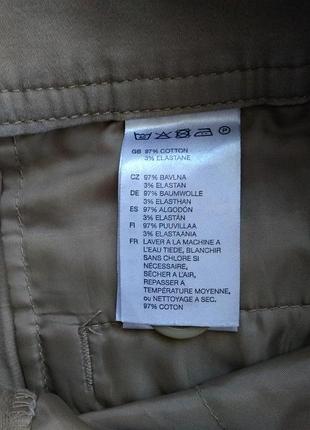 GB 97% COTTON
3% ELASTANE
CZ 97% BAVLNA
3% ELASTAN
DE 97% BAUMWOLLE
3% ELASTHAN
ES 97% ALGODÓN
3% ELASTÁN
FI 97% PUUVILLAA
3% ELASTAANIA
FR LAVER A LA MACHINE A
L'EAU TIEDE, BLANCHIR
SANS CHLORE SI
NÉCESSAIRE,
SÉCHER A L'AIR,
REPASSER A
TEMPÉRATURE MOYENNE,
ou NETTOYAGE A SEC.
97% COTON